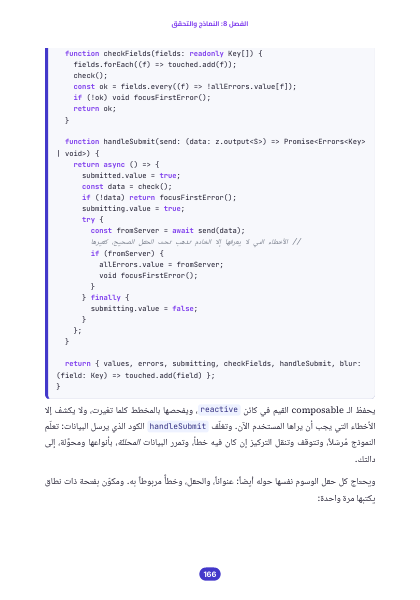 الفصل 8: النماذج والتحقق
function checkFields(fields: readonly Key[]) {
fields.forEach((f) => touched.add(f));
check();
const ok = fields.every((f) => !allErrors.value[f]);
if (!ok) void focusFirstError();
return ok;
}
function handleSubmit(send: (data: z.output<S>) => Promise<Errors<Key>
| void>) {
return async () => {
submitted.value = true;
const data = check();
if (!data) return focusFirstError();
submitting.value = true;
try {
const fromServer = await send(data);
// الأخطاء التي لا يعرفها إلا الخادم تذهب تحت الحقل الصحيح، كغيرها
if (fromServer) {
allErrors.value = fromServer;
void focusFirstError();
}
} finally {
submitting.value = false;
}
};
}
return { values, errors, submitting, checkFields, handleSubmit, blur:
(field: Key) => touched.add(field) };
}
يحفظ الـ composable القيم في كائن reactive، ويفحصها بالمخطط كلما تغيرت، ولا يكشف إلا
الأخطاء التي يجب أن يراها المستخدم الآن. وتغلّف handleSubmit الكود الذي يرسل البيانات: تعلّم
النموذج مُرسَلاً، وتتوقف وتنقل التركيز إن كان فيه خطأ، وتمرر البيانات المحللة، بأنواعها ومحوَّلة، إلى
دالتك.
ويحتاج كل حقل الوسوم نفسها حوله أيضاً: عنواناً، والحقل، وخطأً مربوطاً به. ومكوّن بفتحة ذات نطاق
يكتبها مرة واحدة:
166